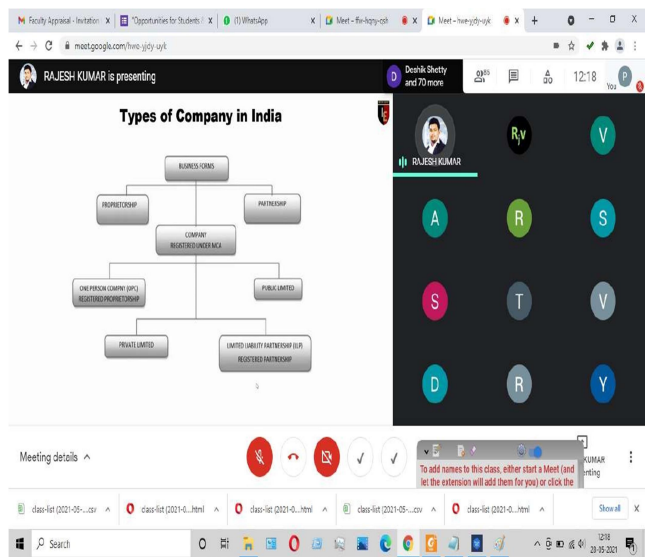 Faculty Appraisal - Invitation
"Opportunities for Students
(1) WhatsApp
Meet - ffir-hqny-qsh
Meet - hwe-yjdy-uyk
meet.google.com/hwe-yjdy-uyk
RAJESH KUMAR is presenting
D
Deshik Shetty
and 70 more
12:18
You
P
Types of Company in India
BUSINESS FORMS
PROPRIETORSHIP
PARTNERSHIP
COMPANY
REGISTERED UNDER MCA
ONE PERSON COMPNY (OPC)
REGISTERED PROPRIETORSHIP
PUBLIC LIMITED
PRIVATE LIMITED
LIMITED LIABILITY PARTNERSHIP (LLP)
REGISTERED PARTNERSHIP
RAJESH KUMAR
Rjv
V
A
R
S
S
T
V
D
R
Y
Meeting details
KUMAR
enting
To add names to this class, either start a Meet (and
let the extension will add them for you) or click the
class-list (2021-05-....csv
class-list (2021-0....html
class-list (2021-0....html
class-list (2021-05-....csv
class-list (2021-0....html
Show all
Search
12:18
20-05-2021